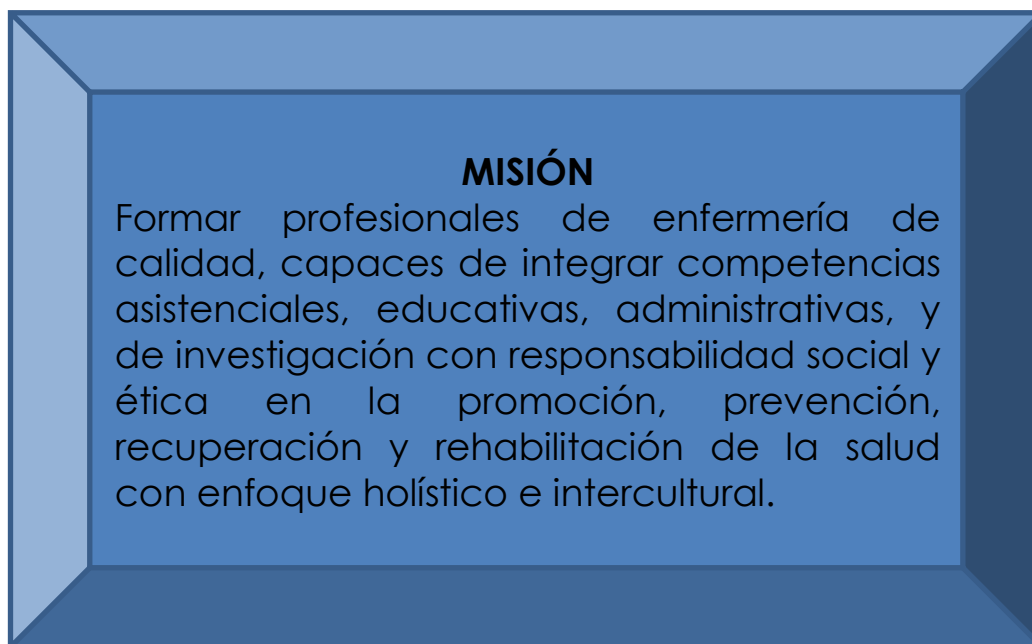 MISIÓN
Formar profesionales de enfermería de
calidad, capaces de integrar competencias
asistenciales, educativas, administrativas, y
de investigación con responsabilidad social y
ética en la promoción, prevención,
recuperación y rehabilitación de la salud
con enfoque holístico e intercultural.